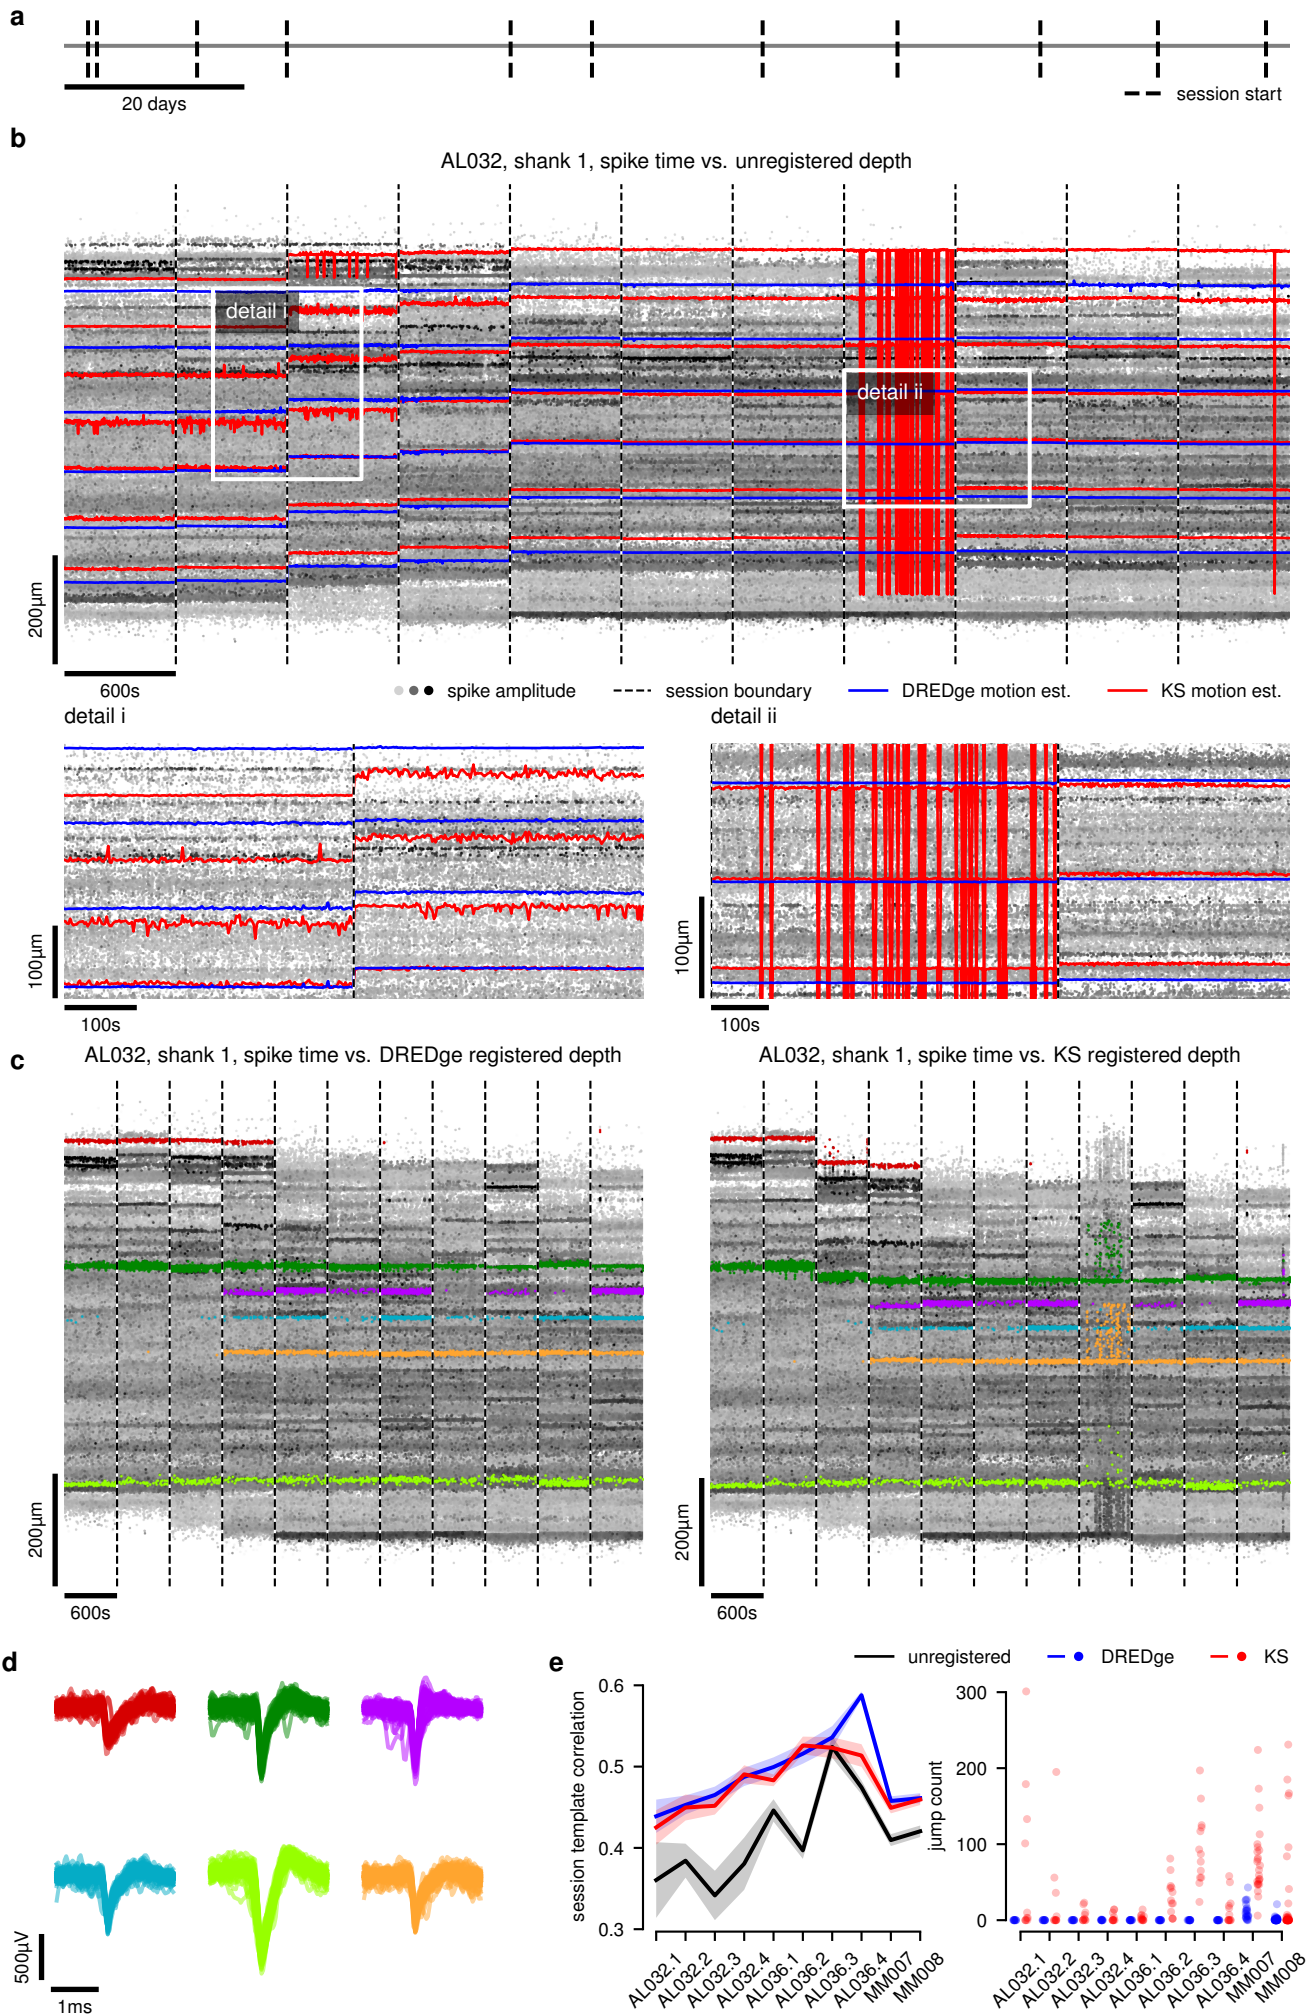 a
20 days
session start
b
AL032, shank 1, spike time vs. unregistered depth
detail i
detail ii
200µm
600s
spike amplitude
session boundary
DREDge motion est.
KS motion est.
detail i
detail ii
100µm
100s
100µm
100s
c
AL032, shank 1, spike time vs. DREDge registered depth
AL032, shank 1, spike time vs. KS registered depth
200µm
600s
200µm
600s
d
500µV
1ms
e
unregistered
DREDge
KS
session template correlation
0.6
0.5
0.4
0.3
AL032.1
AL032.2
AL032.3
AL032.4
AL036.1
AL036.2
AL036.3
AL036.4
MM007
MM008
jump count
300
200
100
0
AL032.1
AL032.2
AL032.3
AL032.4
AL036.1
AL036.2
AL036.3
AL036.4
MM007
MM008